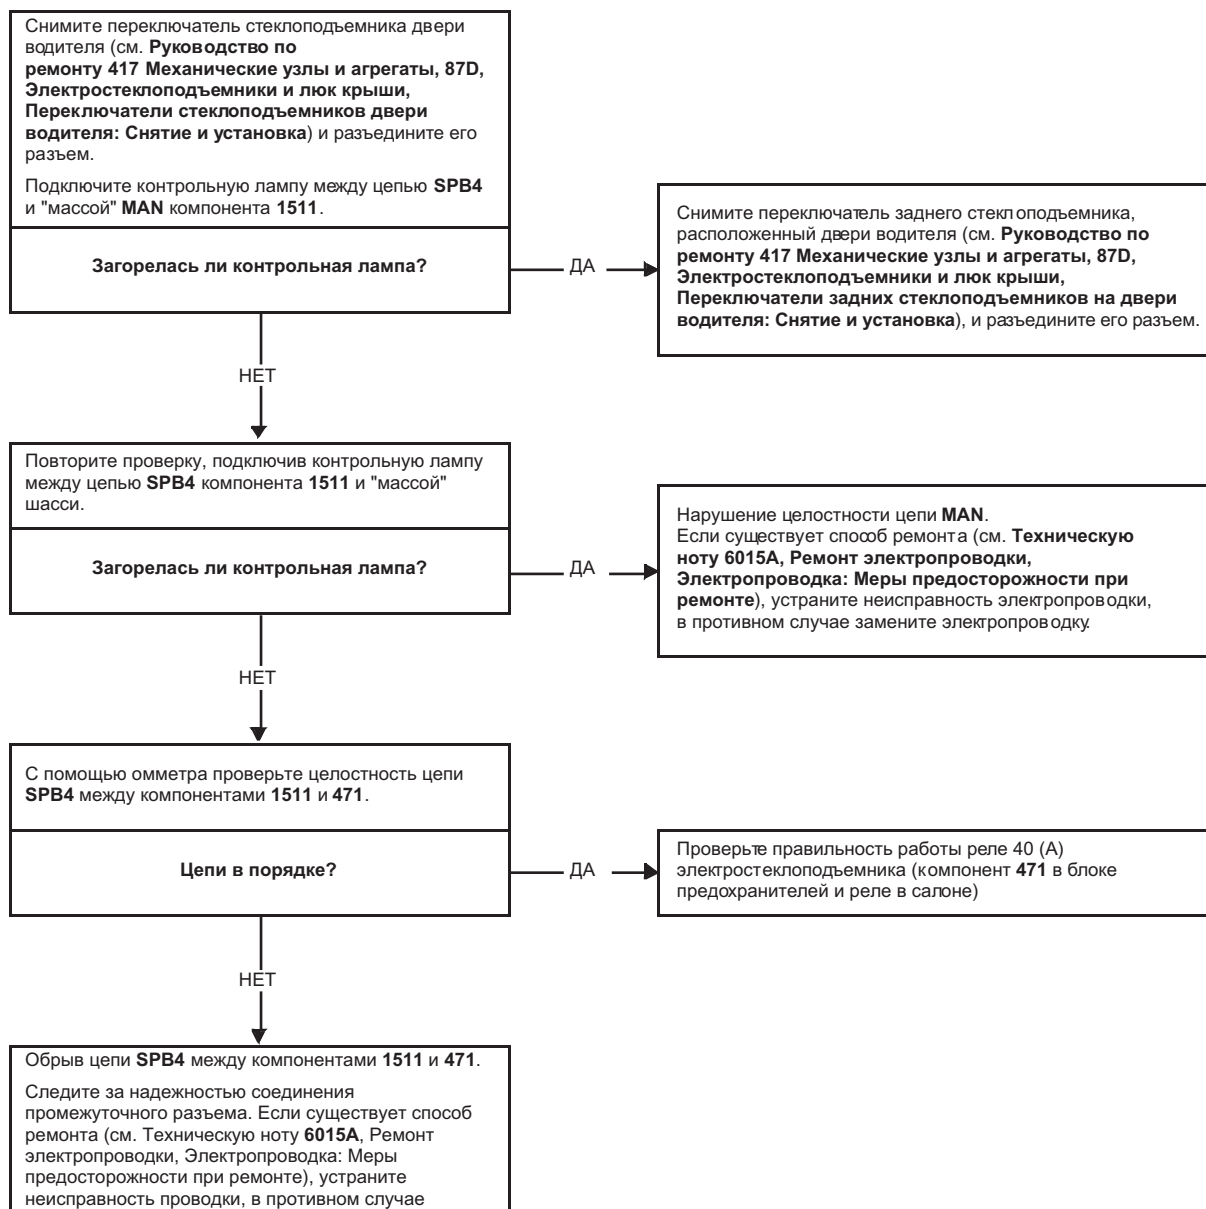 Снимите переключатель стеклоподъемника двери
водителя (см. Руководство по
ремонту 417 Механические узлы и агрегаты, 87D,
Электростеклоподъемники и люк крыши,
Переключатели стеклоподъемников двери
водителя: Снятие и установка) и разъедините его
разъем.
Подключите контрольную лампу между цепью SPB4
и "массой" MAN компонента 1511.
Загорелась ли контрольная лампа?
ДА
Снимите переключатель заднего стеклоподъемника,
расположенный двери водителя (см. Руководство по
ремонту 417 Механические узлы и агрегаты, 87D,
Электростеклоподъемники и люк крыши,
Переключатели задних стеклоподъемников на двери
водителя: Снятие и установка), и разъедините его разъем.
НЕТ
Повторите проверку, подключив контрольную лампу
между цепью SPB4 компонента 1511 и "массой"
шасси.
Загорелась ли контрольная лампа?
ДА
Нарушение целостности цепи MAN.
Если существует способ ремонта (см. Техническую
ноту 6015A, Ремонт электропроводки,
Электропроводка: Меры предосторожности при
ремонте), устраните неисправность электропроводки,
в противном случае замените электропроводку.
НЕТ
С помощью омметра проверьте целостность цепи
SPB4 между компонентами 1511 и 471.
Цепи в порядке?
ДА
Проверьте правильность работы реле 40 (А)
электростеклоподъемника (компонент 471 в блоке
предохранителей и реле в салоне)
НЕТ
Обрыв цепи SPB4 между компонентами 1511 и 471.
Следите за надежностью соединения
промежуточного разъема. Если существует способ
ремонта (см. Техническую ноту 6015A, Ремонт
электропроводки, Электропроводка: Меры
предосторожности при ремонте), устраните
неисправность проводки, в противном случае